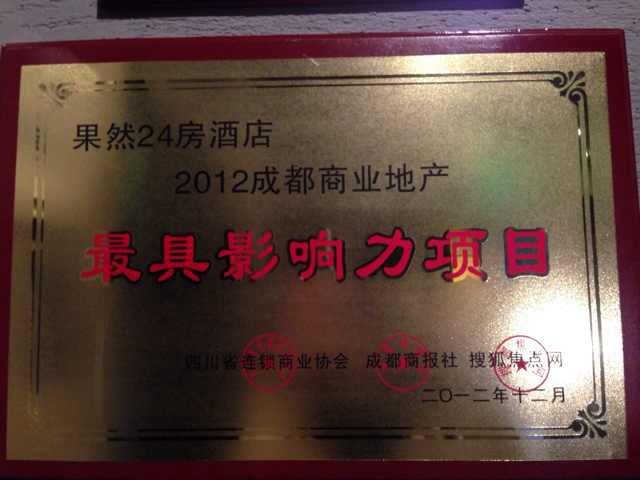 果然24房酒店
2012成都商业地产
最具影响力项目
四川省连锁商业协会 成都商报社 搜狐焦点网
二〇一二年十二月